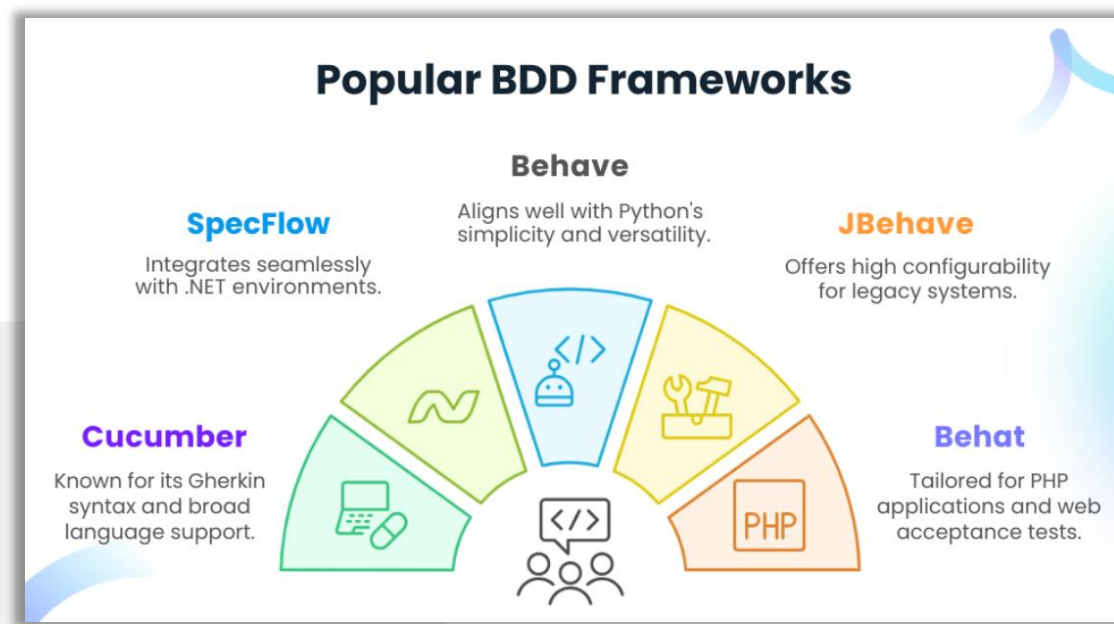 Popular BDD Frameworks
Behave
Aligns well with Python's
simplicity and versatility.
SpecFlow
Integrates seamlessly
with .NET environments.
JBehave
Offers high configurability
for legacy systems.
Cucumber
Known for its Gherkin
syntax and broad
language support.
Behat
Tailored for PHP
applications and web
acceptance tests.
</>
PHP
</>